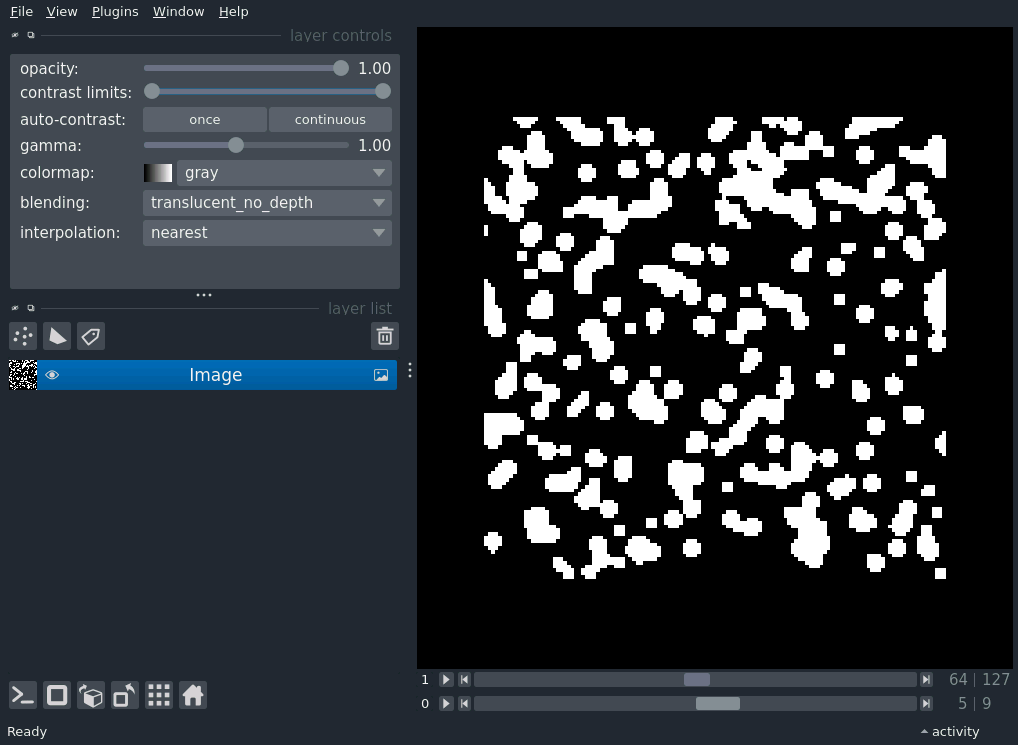 File View Plugins Window Help
layer controls
opacity: 1.00
contrast limits:
auto-contrast: once continuous
gamma: 1.00
colormap: gray
blending: translucent_no_depth
interpolation: nearest
layer list
Image
1 64 | 127
0 5 | 9
Ready activity